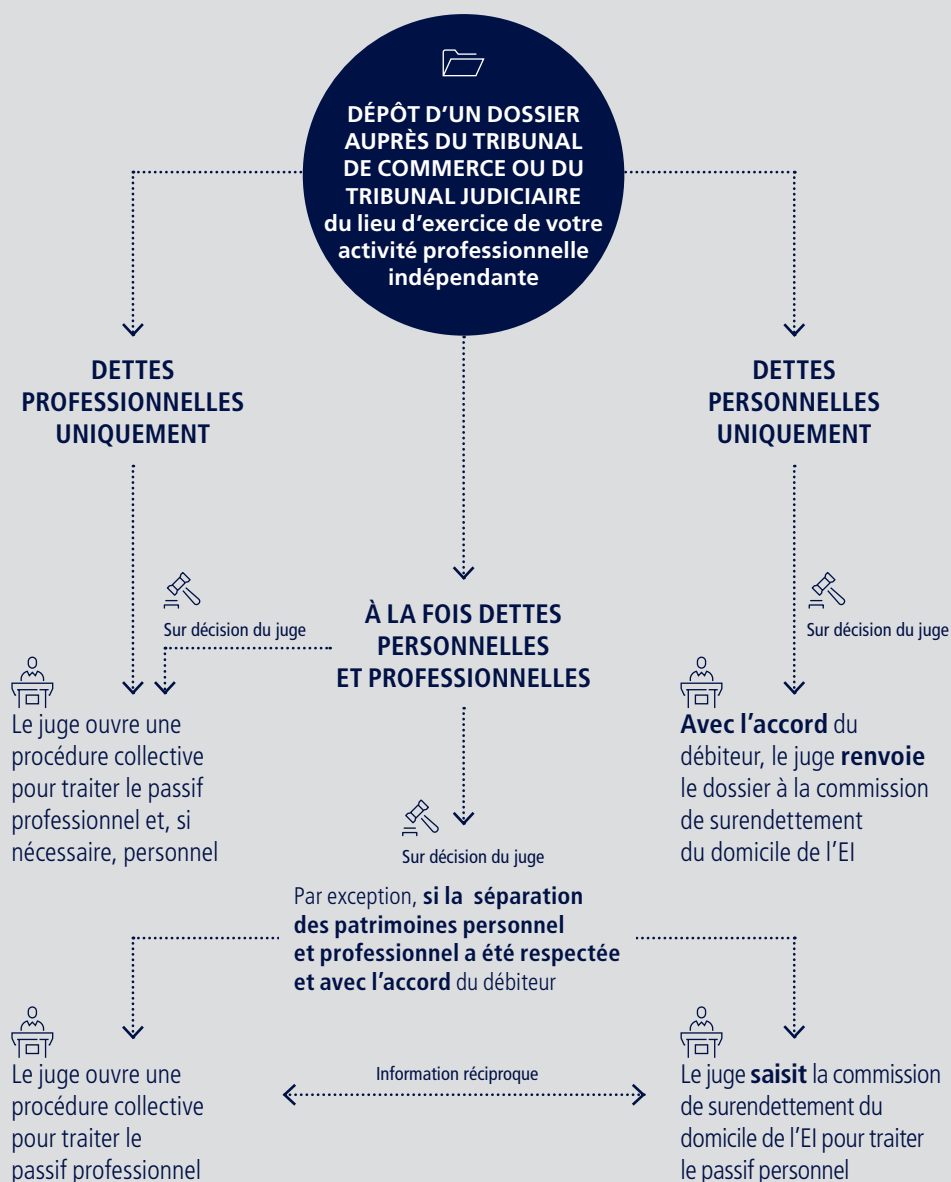 DÉPÔT D'UN DOSSIER
AUPRÈS DU TRIBUNAL
DE COMMERCE OU DU
TRIBUNAL JUDICIAIRE
du lieu d'exercice de votre
activité professionnelle
indépendante
DETTES
PROFESSIONNELLES
UNIQUEMENT
DETTES
PERSONNELLES
UNIQUEMENT
Sur décision du juge
À LA FOIS DETTES
PERSONNELLES
ET PROFESSIONNELLES
Sur décision du juge
Le juge ouvre une
procédure collective
pour traiter le passif
professionnel et, si
nécessaire, personnel
Avec l'accord du
débiteur, le juge renvoie
le dossier à la commission
de surendettement
du domicile de l'EI
Sur décision du juge
Par exception, si la séparation
des patrimoines personnel
et professionnel a été respectée
et avec l'accord du débiteur
Le juge ouvre une
procédure collective
pour traiter le
passif professionnel
Information réciproque
Le juge saisit la commission
de surendettement du
domicile de l'EI pour traiter
le passif personnel